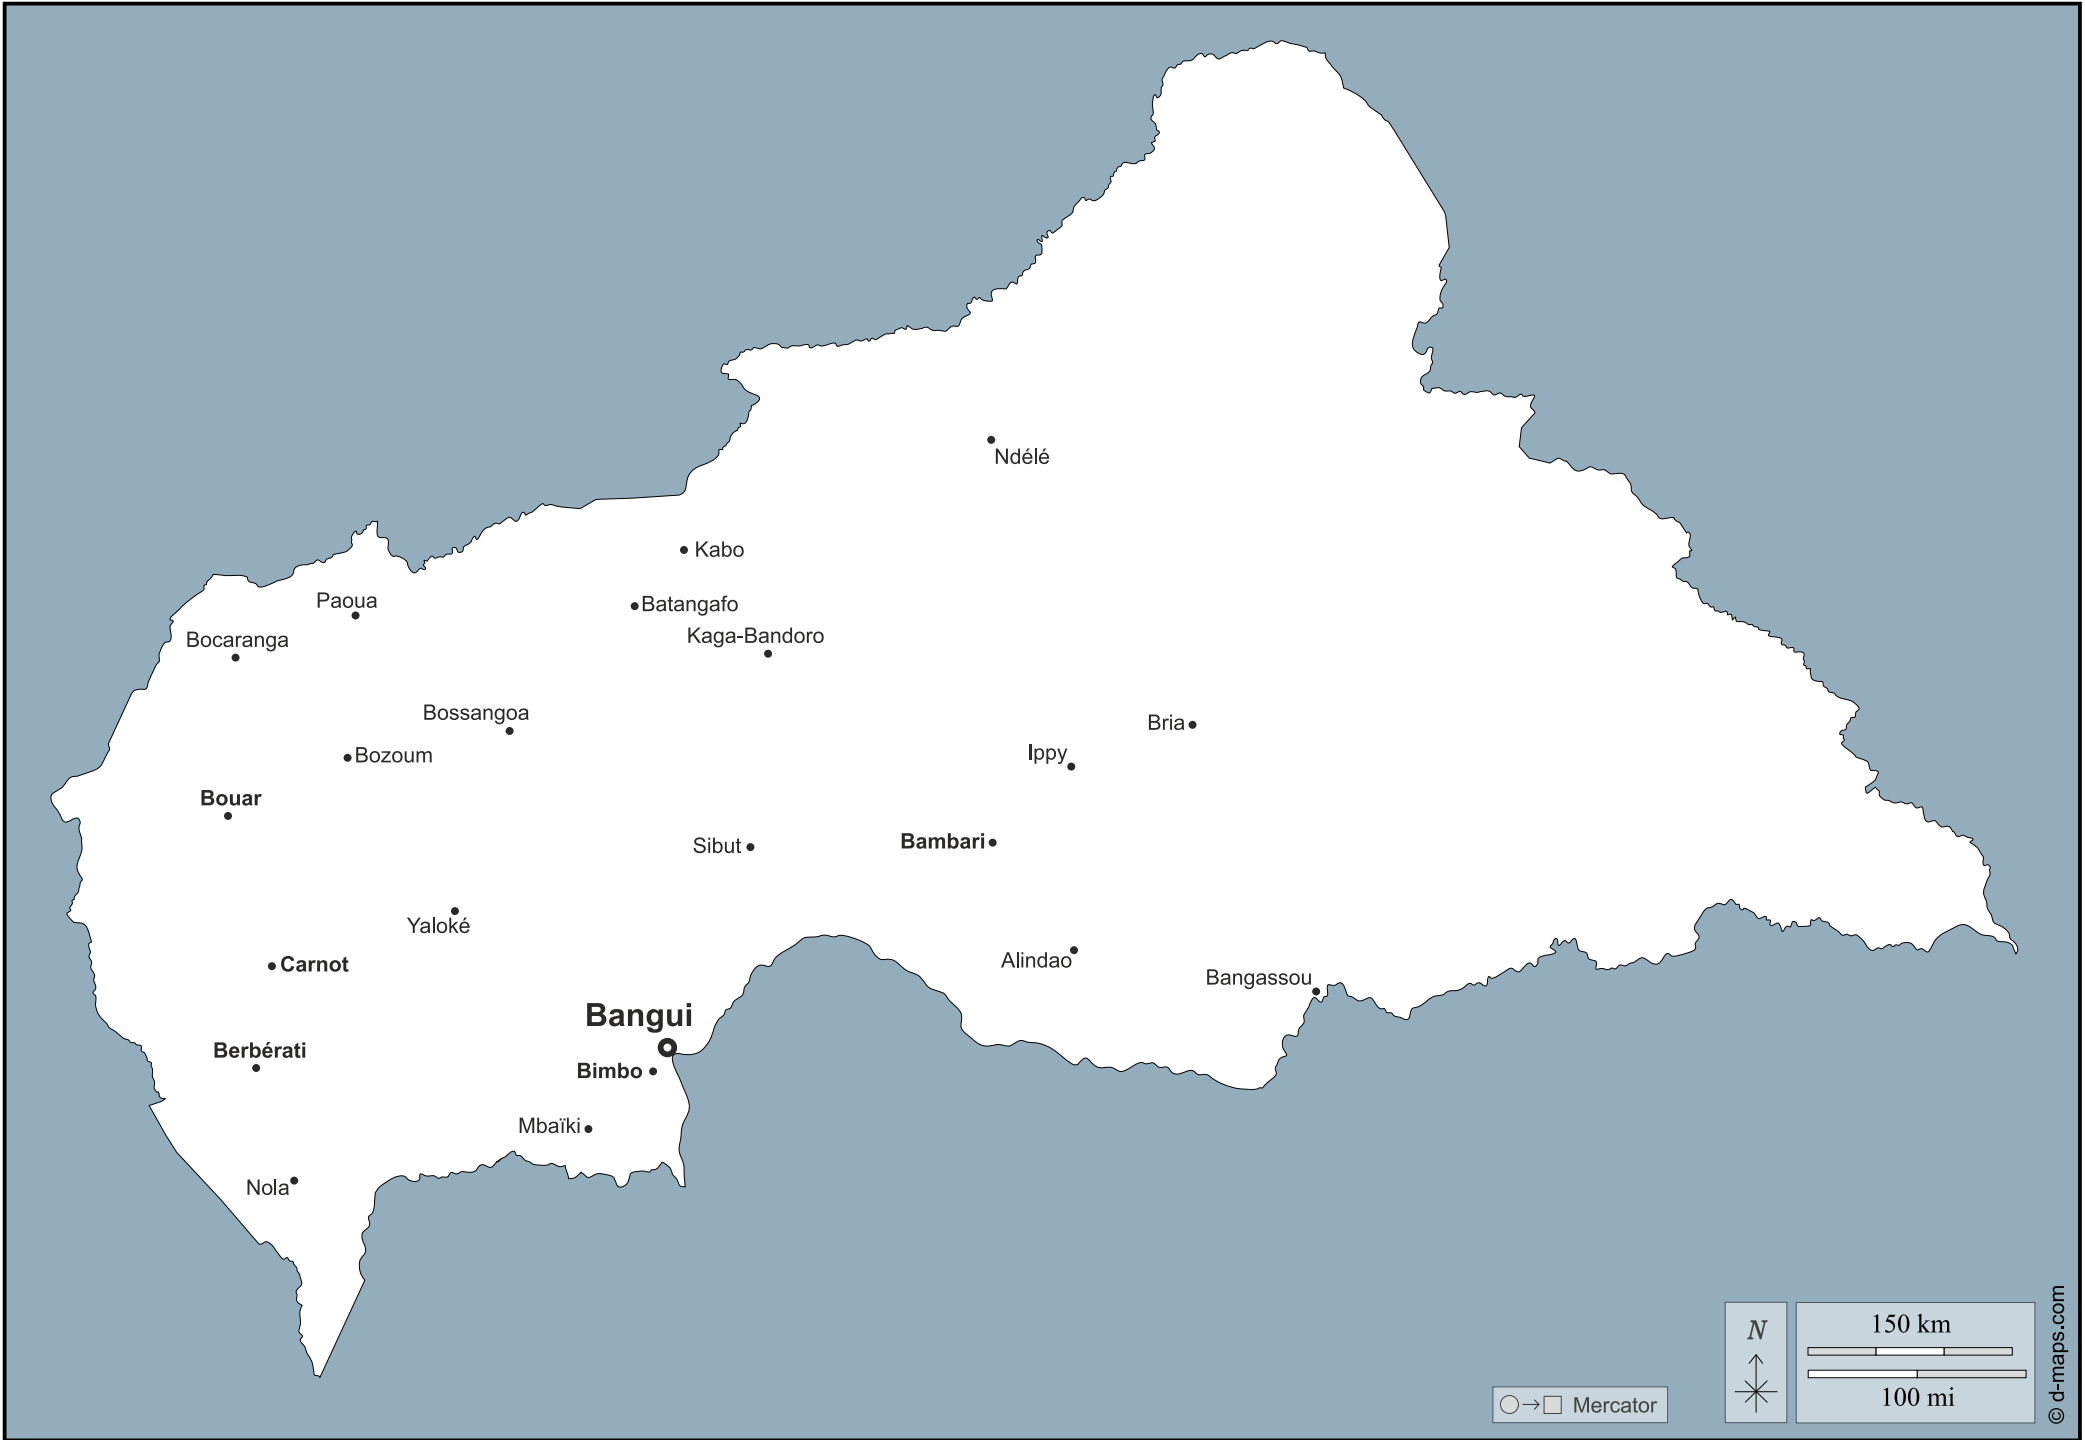 Ndélé
Kabo
Paoua
Batangafo
Kaga-Bandoro
Bocaranga
Bossangoa
Bria
Ippy
Bozoum
Bouar
Sibut
Bambari
Yaloké
Carnot
Alindao
Bangassou
Bangui
Berbérati
Bimbo
Mbaïki
Nola
N
150 km
100 mi
Mercator
© d-maps.com